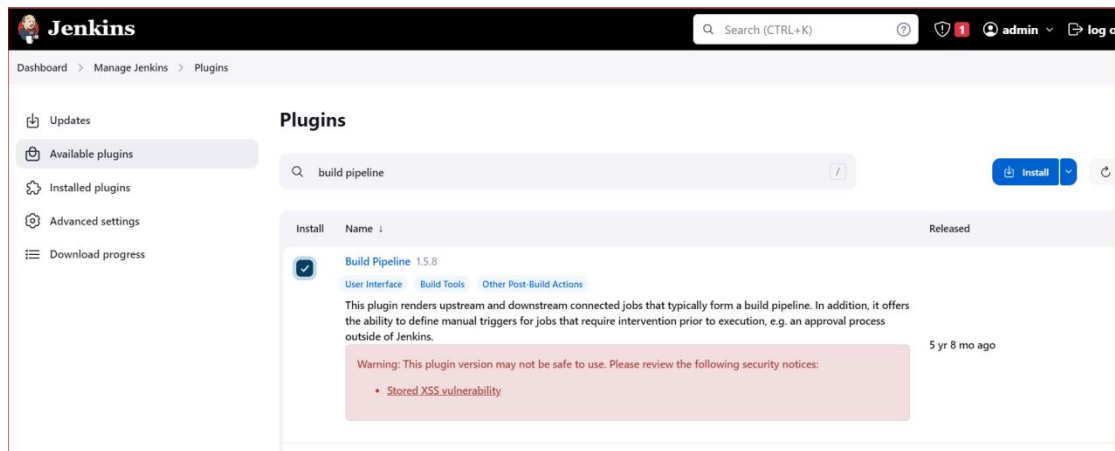 Jenkins
Search (CTRL+K)
?
1
admin
log o
Dashboard > Manage Jenkins > Plugins
Updates
Available plugins
Installed plugins
Advanced settings
Download progress
Plugins
build pipeline
/
Install
Install Name ↓ Released
Build Pipeline 1.5.8
User Interface Build Tools Other Post-Build Actions
This plugin renders upstream and downstream connected jobs that typically form a build pipeline. In addition, it offers
the ability to define manual triggers for jobs that require intervention prior to execution, e.g. an approval process
outside of Jenkins.
5 yr 8 mo ago
Warning: This plugin version may not be safe to use. Please review the following security notices:
• Stored XSS vulnerability